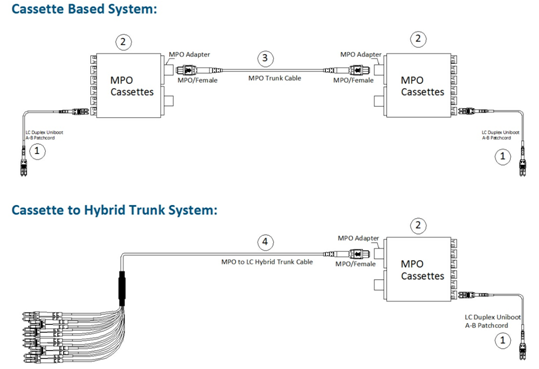 Cassette Based System:
2
MPO Adapter
3
MPO Adapter
2
MPO
Cassettes
MPO/Female
MPO Trunk Cable
MPO/Female
MPO
Cassettes
LC Duplex Uniboot
A-B Patchcord
1
LC Duplex Uniboot
A-B Patchcord
1
Cassette to Hybrid Trunk System:
4
MPO to LC Hybrid Trunk Cable
MPO Adapter
2
MPO/Female
MPO
Cassettes
LC Duplex Uniboot
A-B Patchcord
1